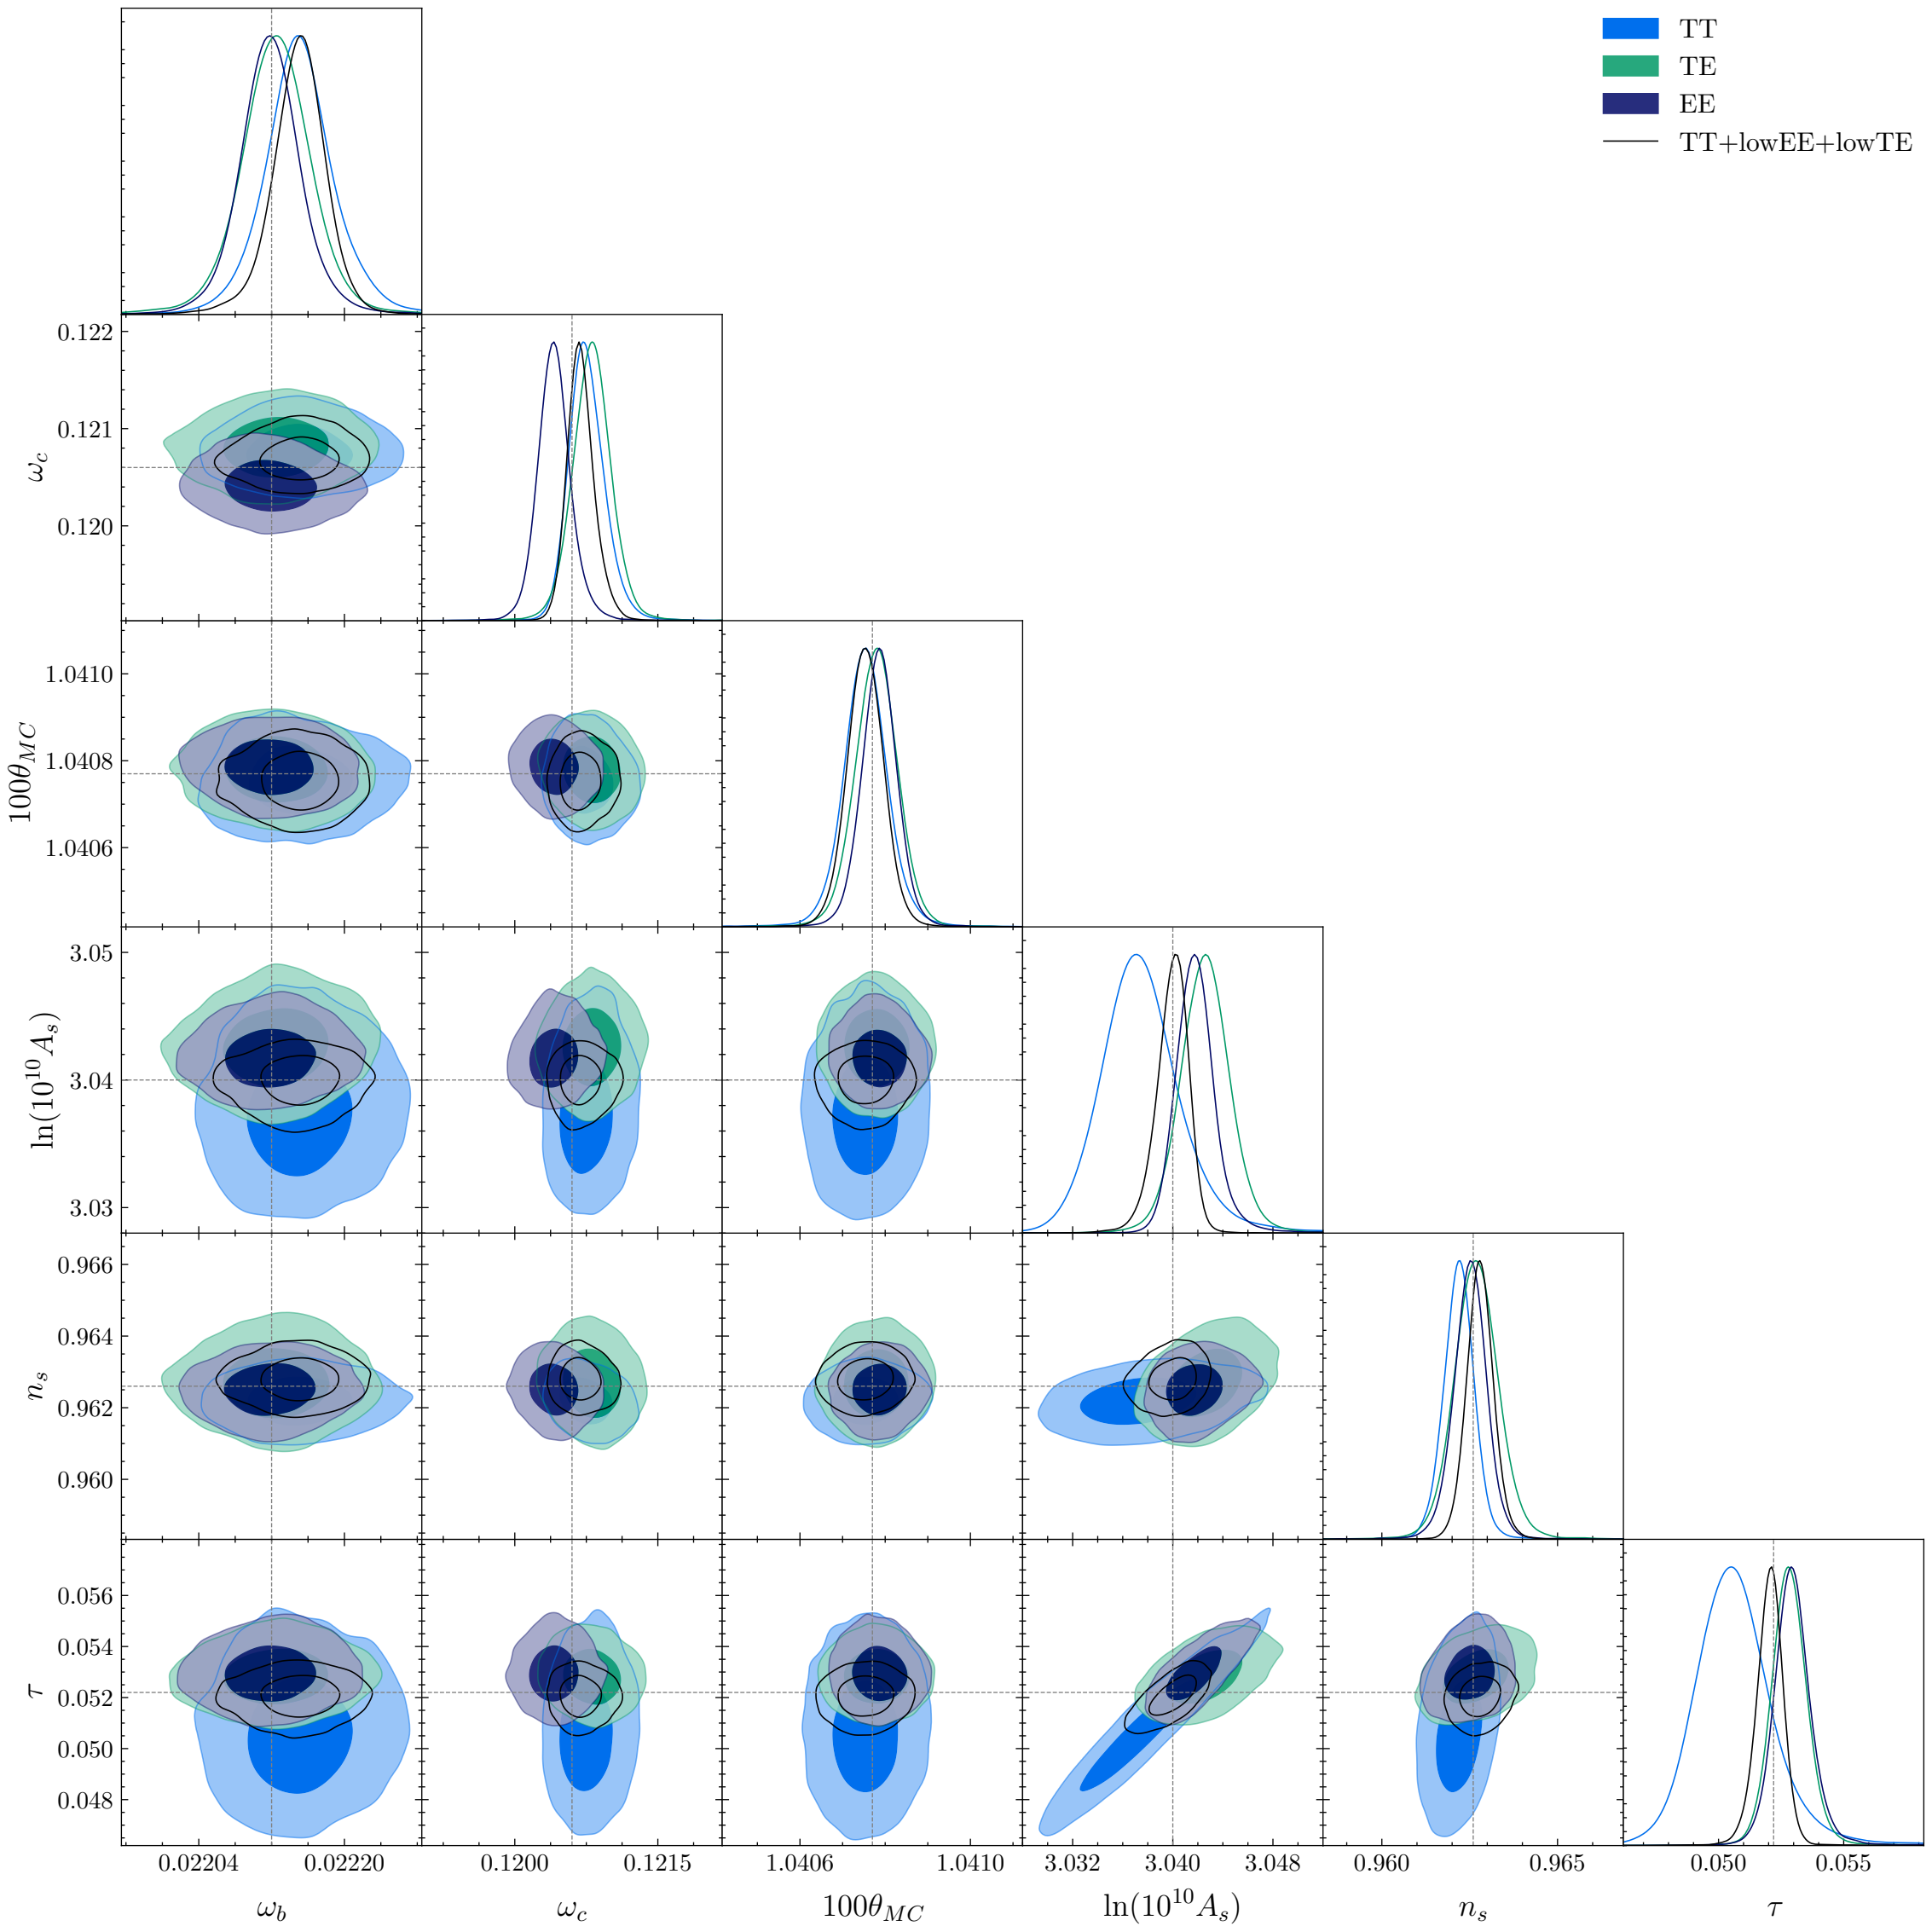 TT
TE
EE
TT+lowEE+lowTE
0.122
0.121
0.120
ω_c
1.0410
1.0408
1.0406
100θ_MC
3.05
3.04
3.03
ln(10^10 A_s)
0.966
0.964
0.962
0.960
n_s
0.056
0.054
0.052
0.050
0.048
τ
0.02204 0.02220 0.1200 0.1215 1.0406 1.0410 3.032 3.040 3.048 0.960 0.965 0.050 0.055
ω_b ω_c 100θ_MC ln(10^10 A_s) n_s τ